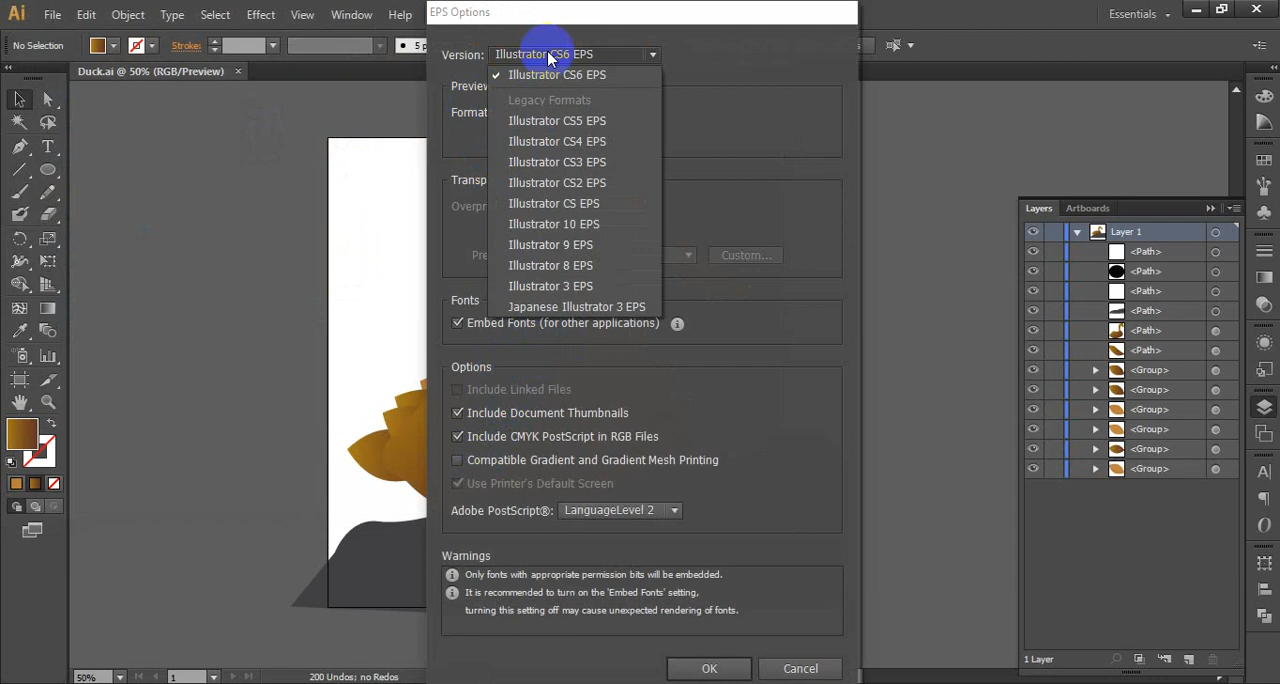 Ai File Edit Object Type Select Effect View Window Help
EPS Options
Essentials
No Selection
Stroke:
5 p
Version: Illustrator CS6 EPS
Duck.ai @ 50% (RGB/Preview) ×
Illustrator CS6 EPS
Preview
Legacy Formats
Format
Illustrator CS5 EPS
Illustrator CS4 EPS
Illustrator CS3 EPS
Transp
Illustrator CS2 EPS
Overpr
Illustrator CS EPS
Illustrator 10 EPS
Illustrator 9 EPS
Pre
Custom...
Illustrator 8 EPS
Illustrator 3 EPS
Fonts
Japanese Illustrator 3 EPS
Embed Fonts (for other applications)
Options
Include Linked Files
Include Document Thumbnails
Include CMYK PostScript in RGB Files
Compatible Gradient and Gradient Mesh Printing
Use Printer's Default Screen
Adobe PostScript®: LanguageLevel 2
Warnings
Only fonts with appropriate permission bits will be embedded.
It is recommended to turn on the 'Embed Fonts' setting,
turning this setting off may cause unexpected rendering of fonts.
OK Cancel
Layers Artboards
Layer 1
<Path>
<Path>
<Path>
<Path>
<Path>
<Path>
<Group>
<Group>
<Group>
<Group>
<Group>
<Group>
1 Layer
50% 1 200 Undos; no Redos